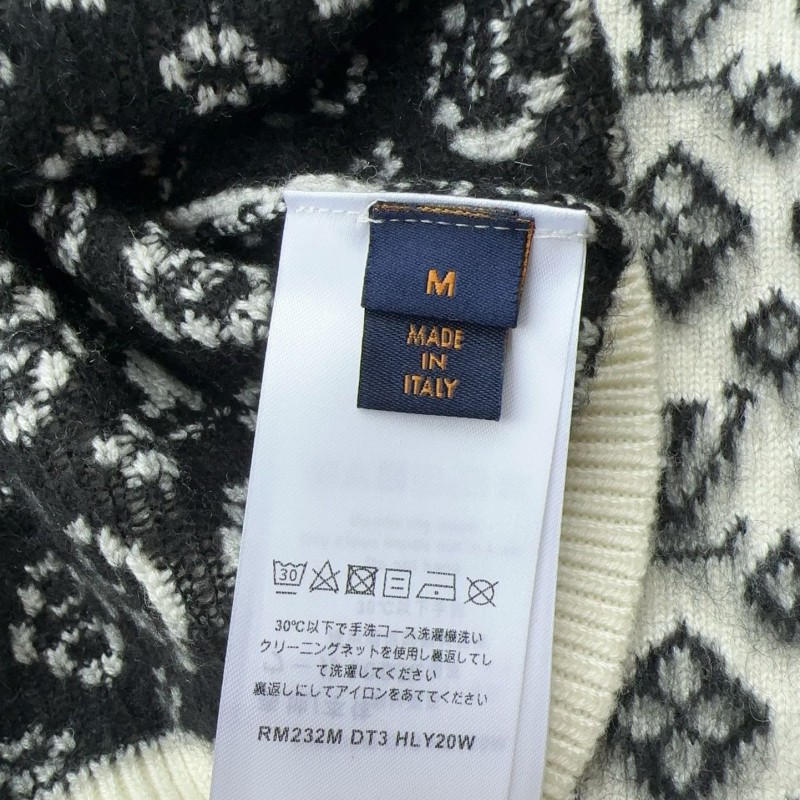 M
MADE
IN
ITALY
30
30℃以下で手洗コース洗濯機洗い
クリーニングネットを使用し裏返してし
て洗濯してください
裏返しにしてアイロンをあててください
RM232M DT3 HLY20W